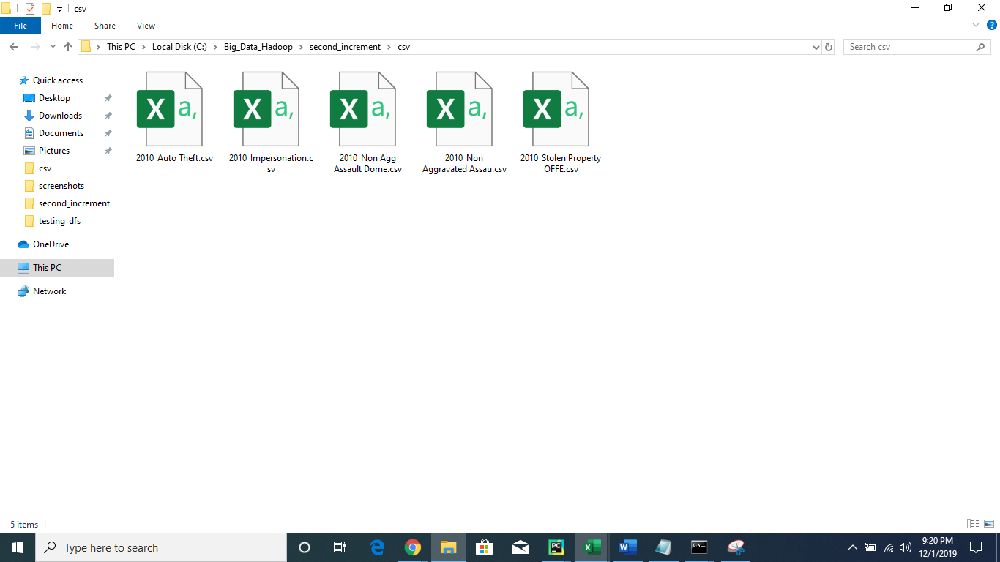 csv
File Home Share View
This PC Local Disk (C:) Big_Data_Hadoop second_increment csv
Search csv
Quick access
Desktop
Downloads
Documents
Pictures
csv
screenshots
second_increment
testing_dfs
OneDrive
This PC
Network
X a,
X a,
X a,
X a,
X a,
2010_Auto Theft.csv
2010_Impersonation.c
sv
2010_Non Agg
Assault Dome.csv
2010_Non
Aggravated Assau.csv
2010_Stolen Property
OFFE.csv
5 items
Type here to search
9:20 PM
12/1/2019